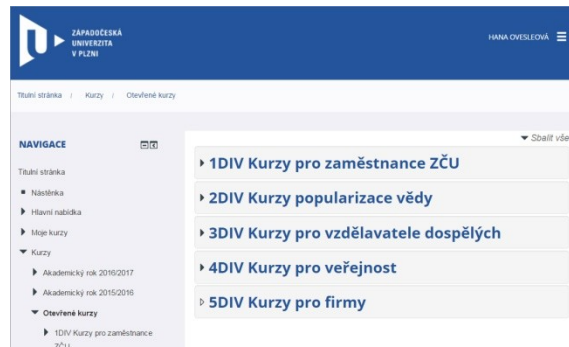 ZÁPADOČESKÁ
UNIVERZITA
V PLZNI
HANA OVESLEOVÁ
Titulní stránka | Kurzy | Otevřené kurzy
NAVIGACE
Titulní stránka
Nástěnka
Hlavní nabídka
Moje kurzy
Kurzy
Akademický rok 2016/2017
Akademický rok 2015/2016
Otevřené kurzy
1DIV Kurzy pro zaměstnance
ZČU
Sbalit vše
1DIV Kurzy pro zaměstnance ZČU
2DIV Kurzy popularizace vědy
3DIV Kurzy pro vzdělavatele dospělých
4DIV Kurzy pro veřejnost
5DIV Kurzy pro firmy